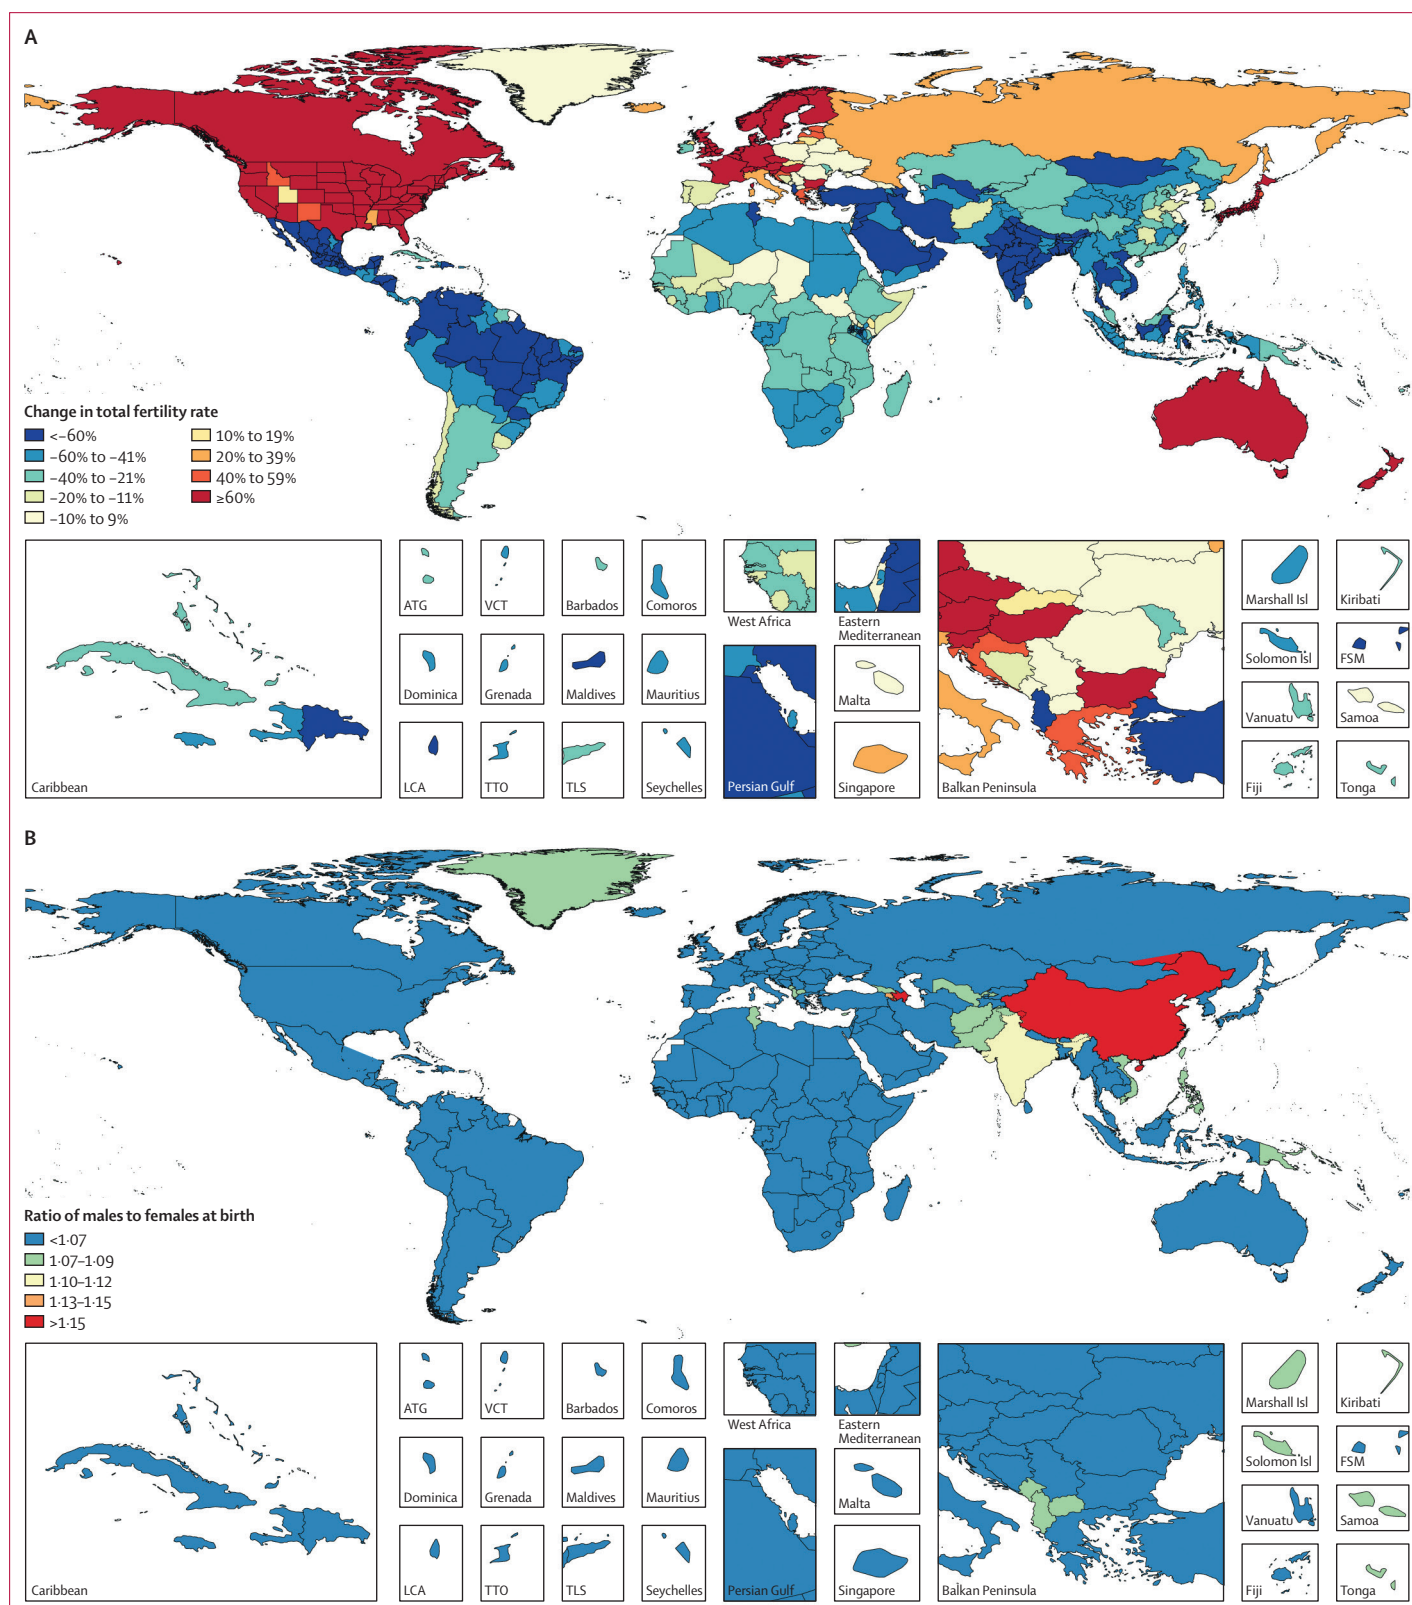 A
Change in total fertility rate
<–60%
–60% to –41%
–40% to –21%
–20% to –11%
–10% to 9%
10% to 19%
20% to 39%
40% to 59%
≥60%
Caribbean
ATG
VCT
Barbados
Comoros
Dominica
Grenada
Maldives
Mauritius
LCA
TTO
TLS
Seychelles
West Africa
Eastern
Mediterranean
Persian Gulf
Malta
Singapore
Balkan Peninsula
Marshall Isl
Kiribati
Solomon Isl
FSM
Vanuatu
Samoa
Fiji
Tonga
B
Ratio of males to females at birth
<1·07
1·07–1·09
1·10–1·12
1·13–1·15
>1·15
Caribbean
ATG
VCT
Barbados
Comoros
Dominica
Grenada
Maldives
Mauritius
LCA
TTO
TLS
Seychelles
West Africa
Eastern
Mediterranean
Persian Gulf
Malta
Singapore
Balkan Peninsula
Marshall Isl
Kiribati
Solomon Isl
FSM
Vanuatu
Samoa
Fiji
Tonga